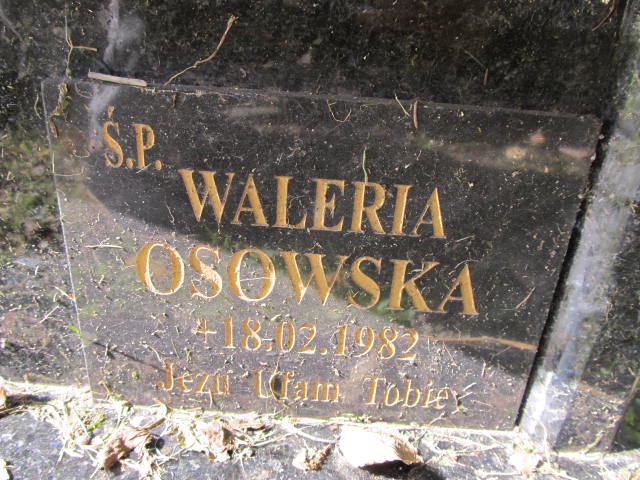 Ś.P.
WALERIA
OSOWSKA
+18.02.1982
Jezu Ufam Tobie